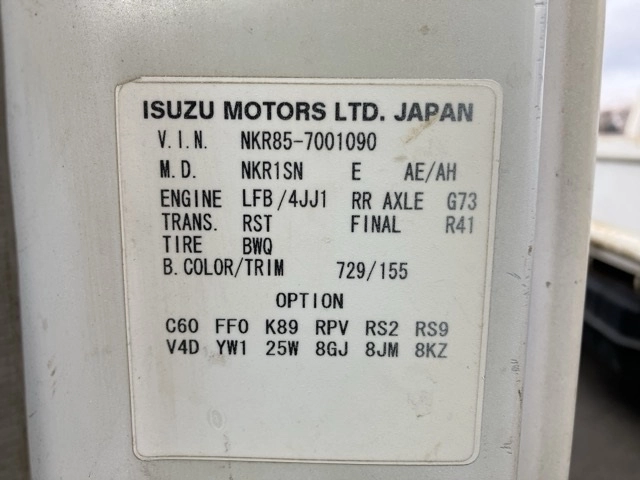 ISUZU MOTORS LTD. JAPAN
V.I.N. NKR85-7001090
M.D. NKR1SN E AE/AH
ENGINE LFB/4JJ1 RR AXLE G73
TRANS. RST FINAL R41
TIRE BWQ
B.COLOR/TRIM 729/155
OPTION
C60 FF0 K89 RPV RS2 RS9
V4D YW1 25W 8GJ 8JM 8KZ